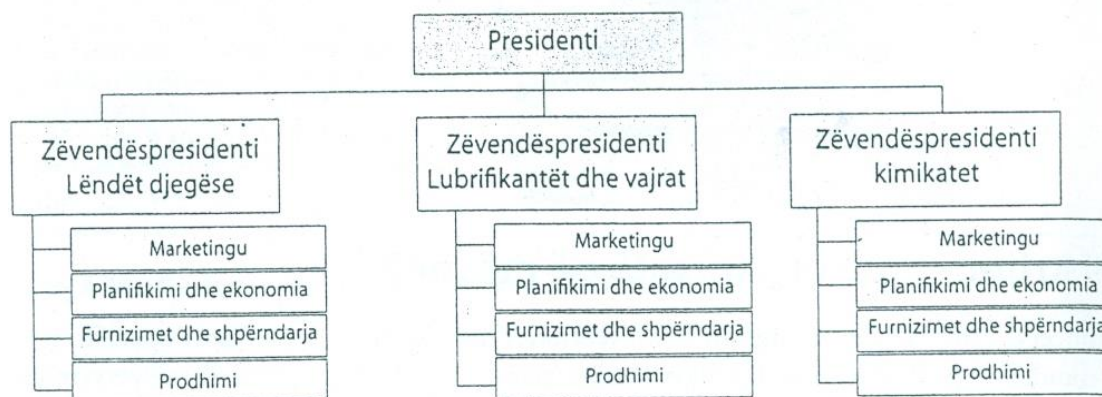 Presidenti
Zëvendëspresidenti
Lëndët djegëse
Marketingu
Planifikimi dhe ekonomia
Furnizimet dhe shpërndarja
Prodhimi
Zëvendëspresidenti
Lubrifikantët dhe vajrat
Marketingu
Planifikimi dhe ekonomia
Furnizimet dhe shpërndarja
Prodhimi
Zëvendëspresidenti
kimikatet
Marketingu
Planifikimi dhe ekonomia
Furnizimet dhe shpërndarja
Prodhimi